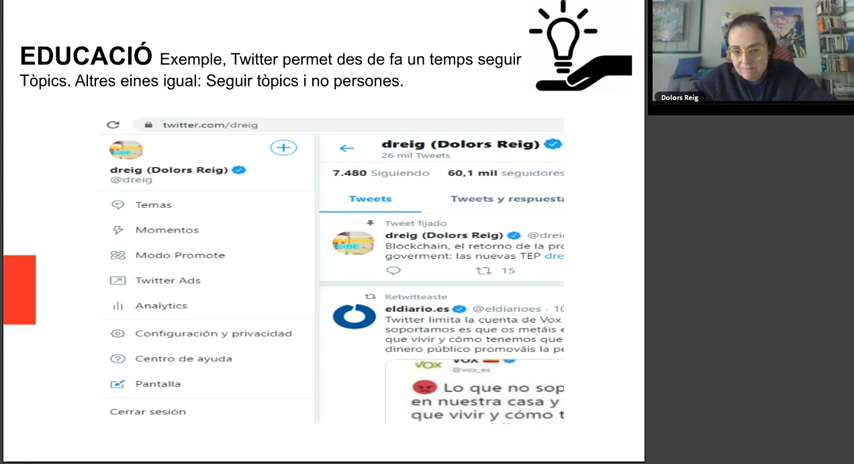 EDUCACIÓ Exemple, Twitter permet des de fa un temps seguir
Tòpics. Altres eines igual: Seguir tòpics i no persones.
Dolors Reig
twitter.com/dreig
dreig (Dolors Reig)
@dreig
Temas
Momentos
Modo Promote
Twitter Ads
Analytics
Configuración y privacidad
Centro de ayuda
Pantalla
Cerrar sesión
dreig (Dolors Reig)
26 mil Tweets
7.480 Siguiendo 60,1 mil seguidores
Tweets Tweets y respuesta
Tweet fijado
dreig (Dolors Reig) @drei
Blockchain, el retorno de la pro
goverment: las nuevas TEP dre
15
Retwitteaste
eldiario.es @eldiarioes · 10
Twitter limita la cuenta de Vox
soportamos es que os metáis e
que vivir y cómo tenemos que
dinero público promováis la pe
VOX VOX
@vox_es
Lo que no sop
en nuestra casa y
que vivir y cómo t